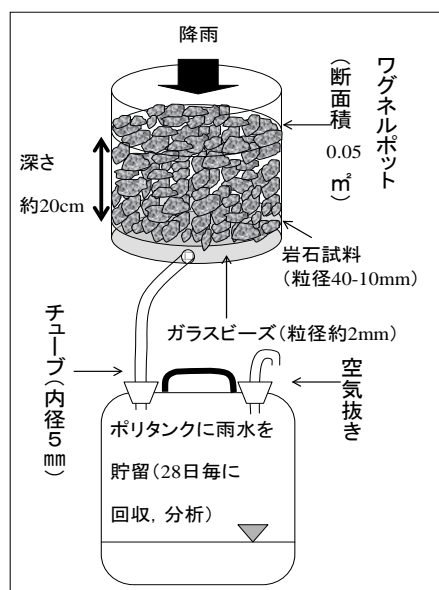 降雨
ワグネルポット
(断面積 0.05 ㎡)
深さ
約20cm
岩石試料
(粒径40-10mm)
ガラスビーズ(粒径約2mm)
チューブ(内径5㎜)
空気抜き
ポリタンクに雨水を
貯留(28日毎に
回収, 分析)